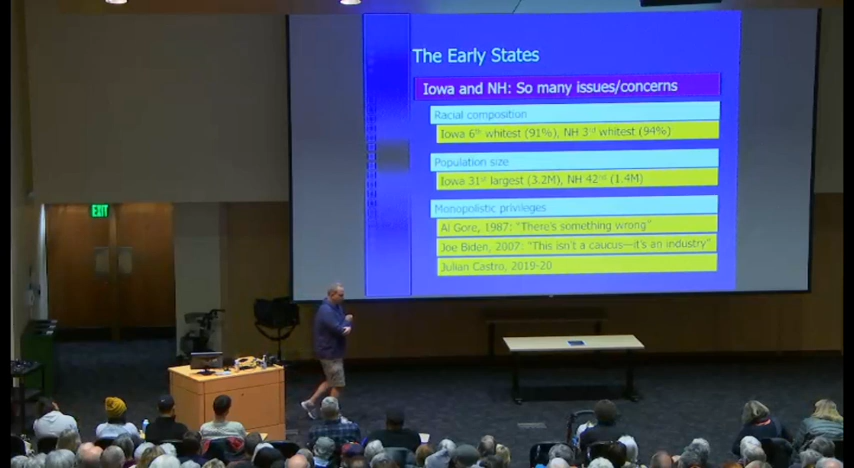 The Early States
Iowa and NH: So many issues/concerns
Racial composition
Iowa 6th whitest (91%), NH 3rd whitest (94%)
Population size
Iowa 31st largest (3.2M), NH 42nd (1.4M)
Monopolistic privileges
Al Gore, 1987: "There's something wrong"
Joe Biden, 2007: "This isn't a caucus—it's an industry"
Julian Castro, 2019-20
EXIT